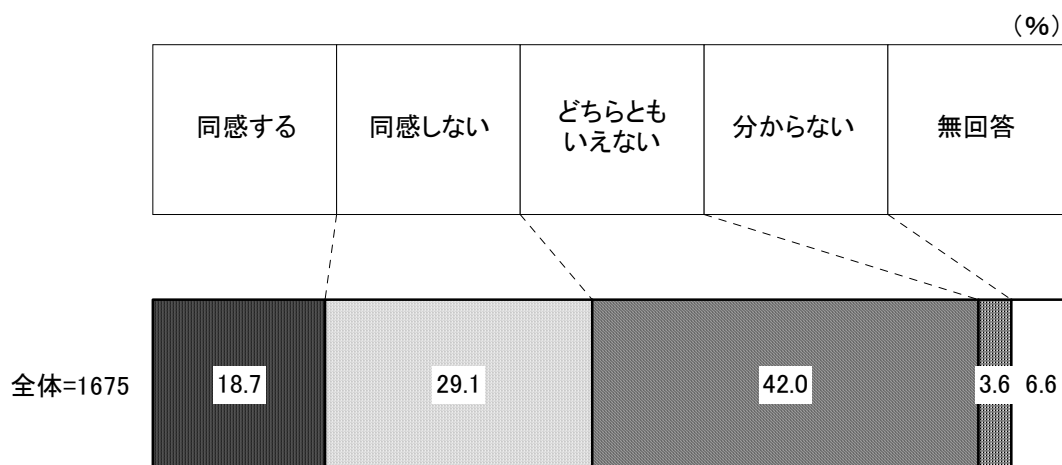 (%)
同感する
同感しない
どちらとも
いえない
分からない
無回答
全体=1675
18.7
29.1
42.0
3.6
6.6